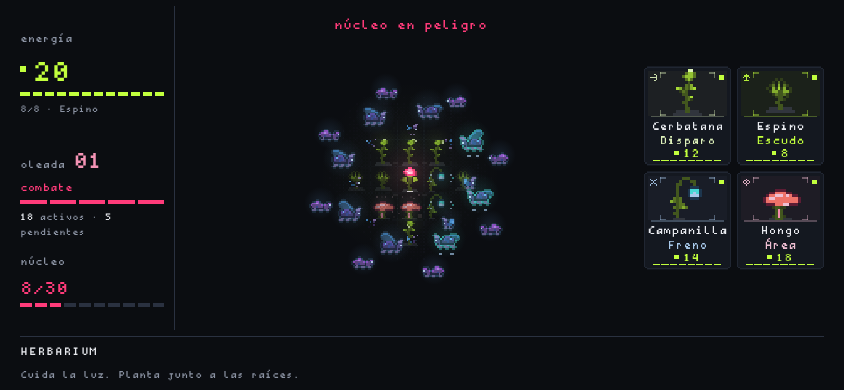 núcleo en peligro
energía
20
8/8 · Espino
oleada 01
combate
18 activos · 5
pendientes
núcleo
8/30
Cerbatana
Disparo
12
Espino
Escudo
8
Campanilla
Freno
14
Hongo
Área
18
HERBARIUM
Cuida la luz. Planta junto a las raíces.